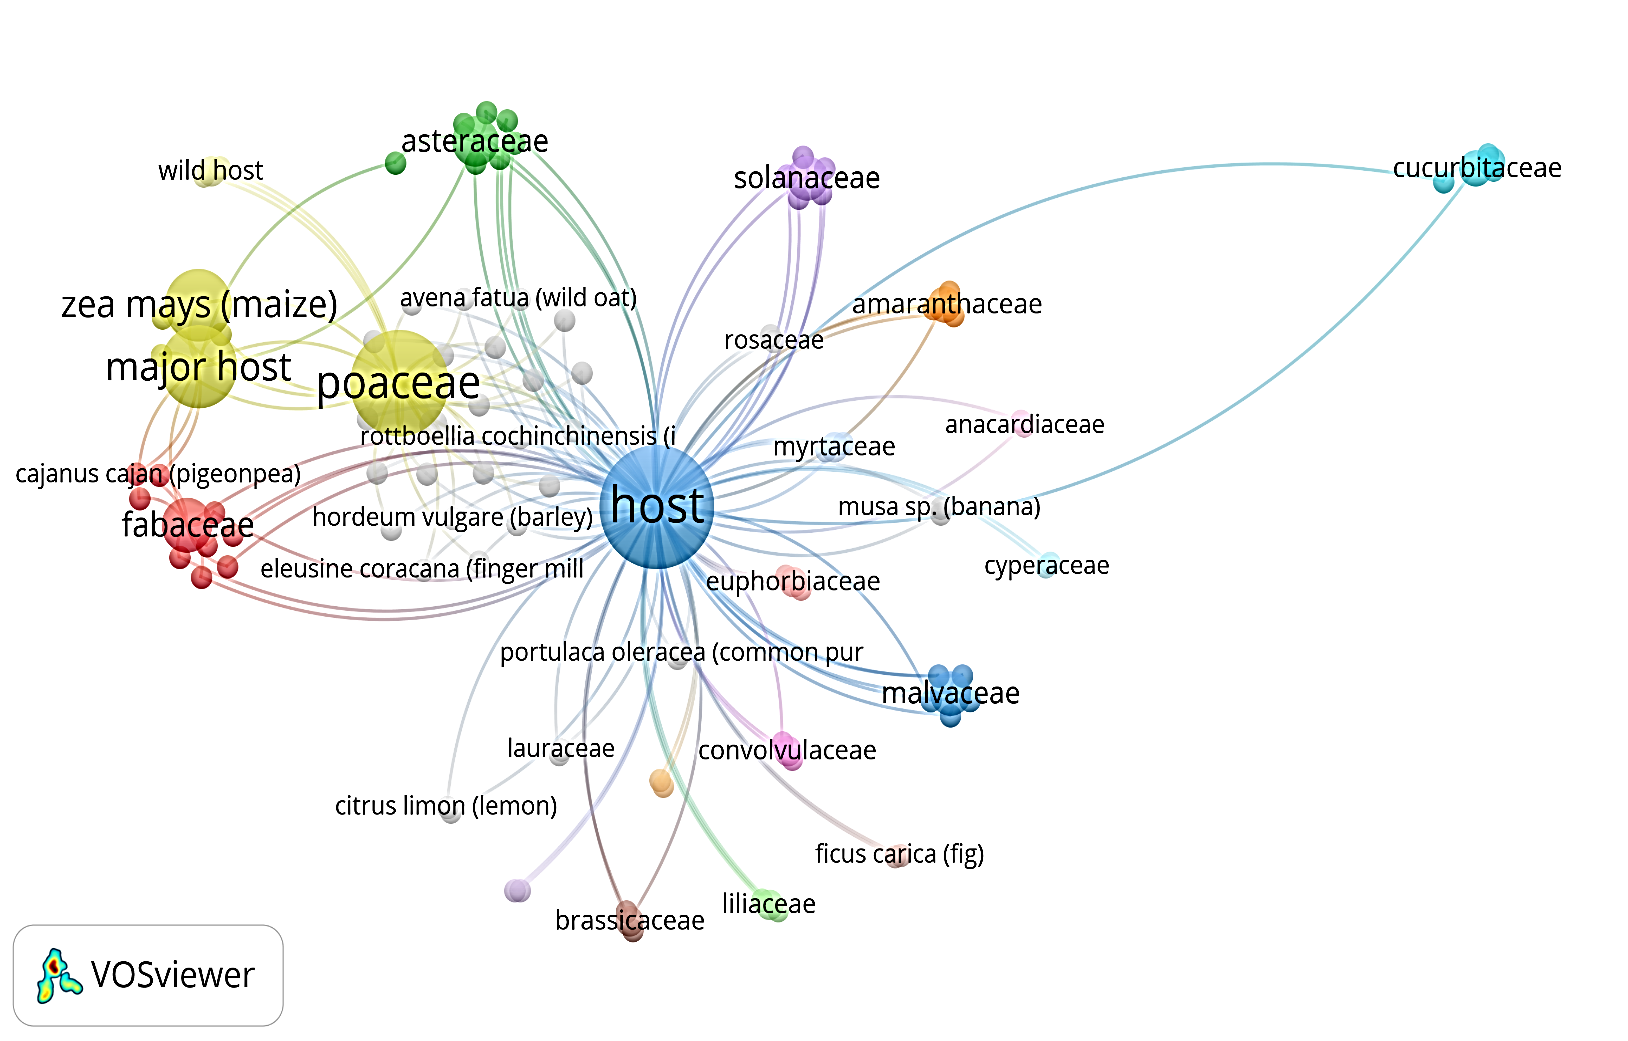 asteraceae
wild host
solanaceae
cucurbitaceae
zea mays (maize)
avena fatua (wild oat)
amaranthaceae
rosaceae
major host
poaceae
anacardiaceae
rottboellia cochinchinensis (i
myrtaceae
cajanus cajan (pigeonpea)
host
musa sp. (banana)
fabaceae
hordeum vulgare (barley)
eleusine coracana (finger mill
cyperaceae
euphorbiaceae
portulaca oleracea (common pur
malvaceae
lauraceae
convolvulaceae
citrus limon (lemon)
ficus carica (fig)
liliaceae
brassicaceae
VOSviewer